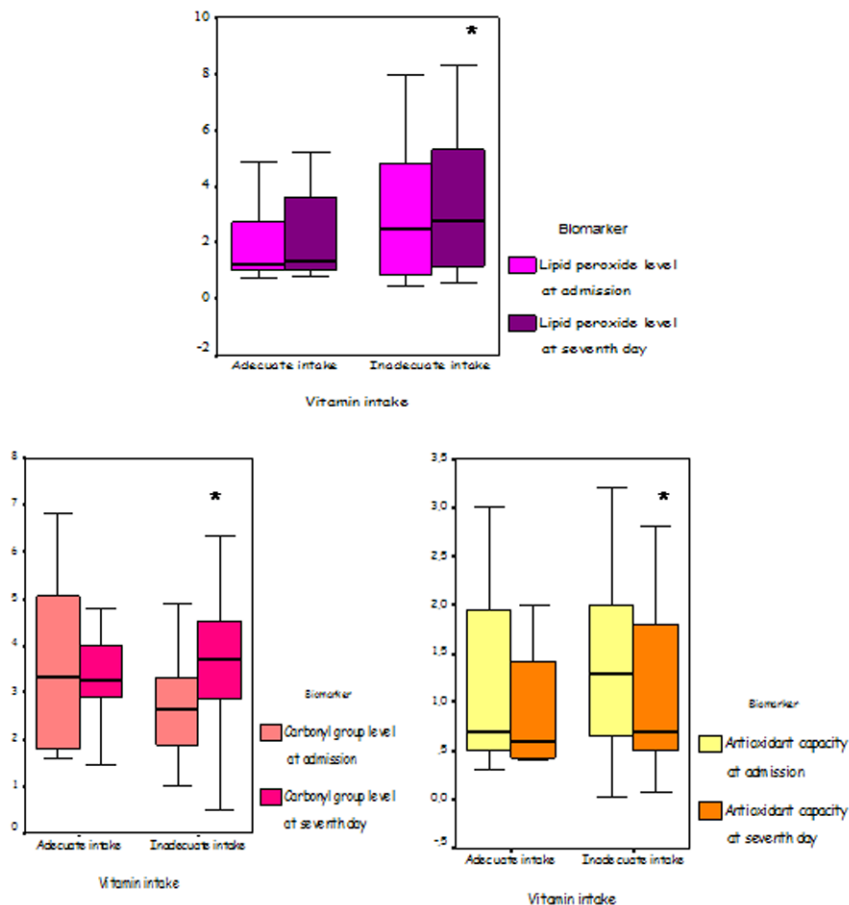 10
8
6
4
2
0
-2
*
Adecuate intake
Inadecuate intake
Vitamin intake
Biomarker
Lipid peroxide level
at admission
Lipid peroxide level
at seventh day
8
7
6
5
4
3
2
1
0
*
Adecuate intake
Inadecuate intake
Vitamin intake
Biomarker
Carbonyl group level
at admission
Carbonyl group level
at seventh day
3,5
3,0
2,5
2,0
1,5
1,0
,5
0,0
-,5
*
Adecuate intake
Inadecuate intake
Vitamin intake
Biomarker
Antioxidant capacity
at admission
Antioxidant capacity
at seventh day